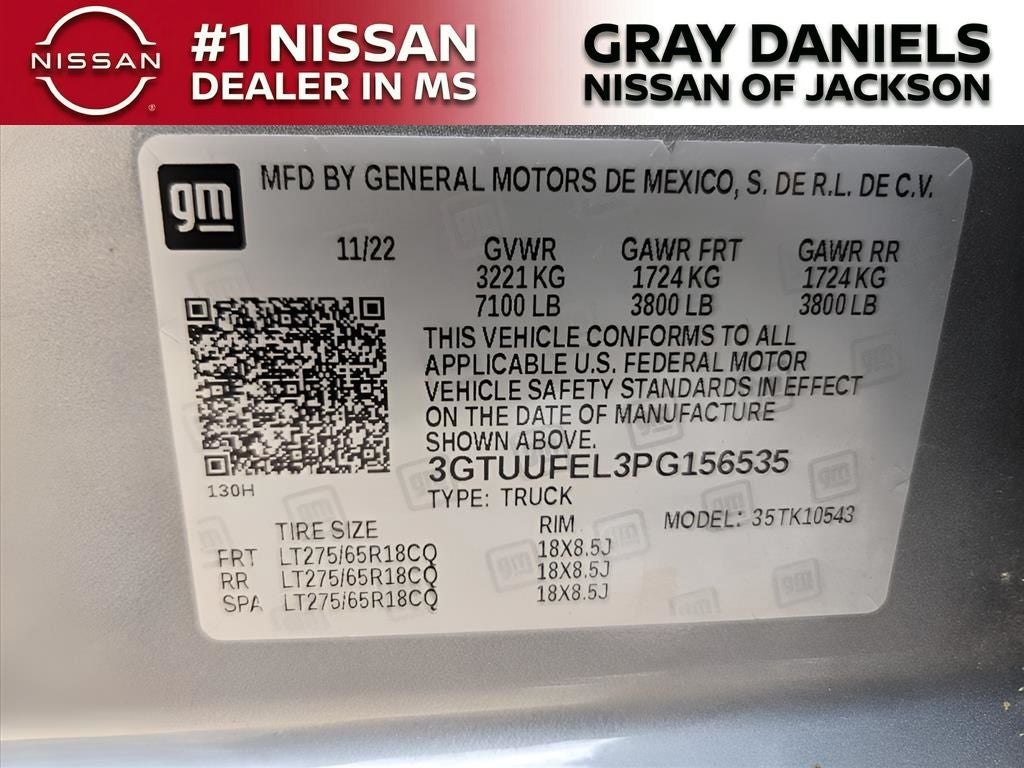 NISSAN
#1 NISSAN
DEALER IN MS
GRAY DANIELS
NISSAN OF JACKSON
gm
MFD BY GENERAL MOTORS DE MEXICO, S. DE R.L. DE C.V.
11/22 GVWR GAWR FRT GAWR RR
3221 KG 1724 KG 1724 KG
7100 LB 3800 LB 3800 LB
THIS VEHICLE CONFORMS TO ALL
APPLICABLE U.S. FEDERAL MOTOR
VEHICLE SAFETY STANDARDS IN EFFECT
ON THE DATE OF MANUFACTURE
SHOWN ABOVE.
3GTUUFEL3PG156535
130H
TYPE: TRUCK
TIRE SIZE RIM MODEL: 35TK10543
FRT LT275/65R18CQ 18X8.5J
RR LT275/65R18CQ 18X8.5J
SPA LT275/65R18CQ 18X8.5J